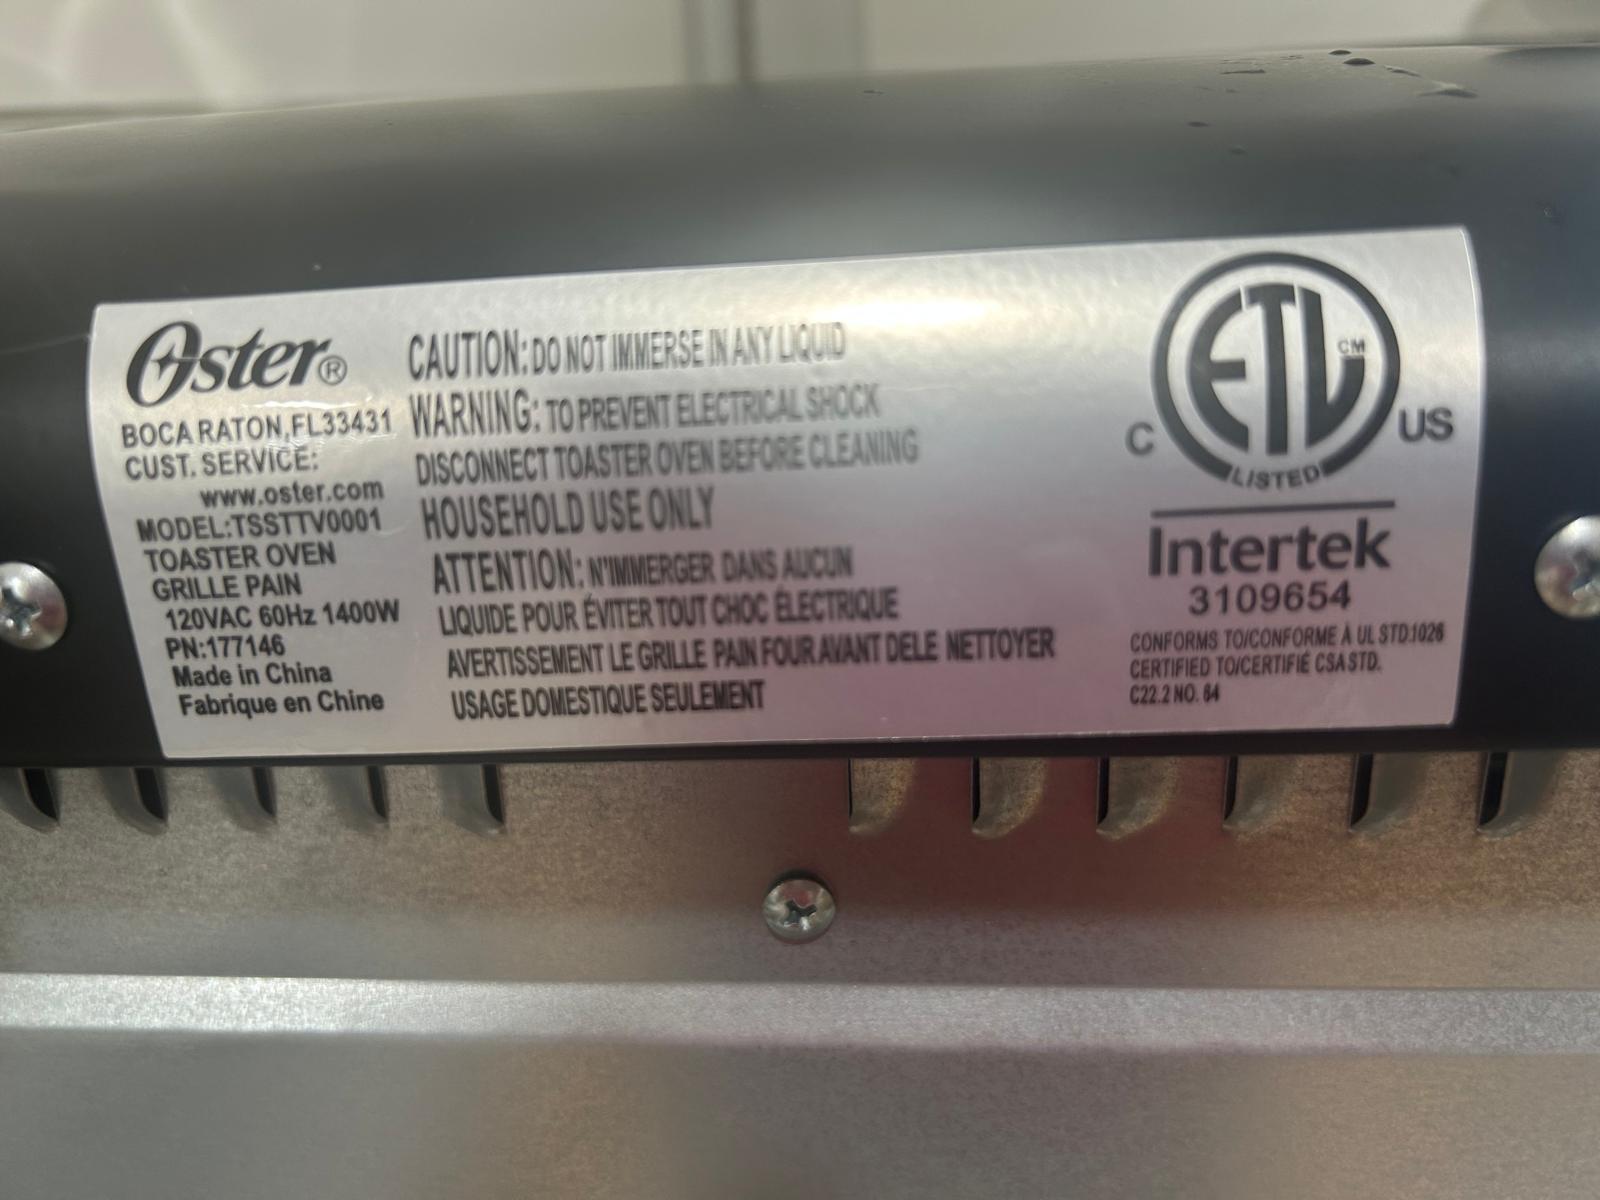 Oster®
BOCA RATON,FL33431
CUST. SERVICE:
www.oster.com
MODEL:TSSTTV0001
TOASTER OVEN
GRILLE PAIN
120VAC 60Hz 1400W
PN:177146
Made in China
Fabrique en Chine
CAUTION: DO NOT IMMERSE IN ANY LIQUID
WARNING: TO PREVENT ELECTRICAL SHOCK
DISCONNECT TOASTER OVEN BEFORE CLEANING
HOUSEHOLD USE ONLY
ATTENTION: N'IMMERGER DANS AUCUN
LIQUIDE POUR ÉVITER TOUT CHOC ÉLECTRIQUE
AVERTISSEMENT LE GRILLE PAIN FOUR AVANT DELE NETTOYER
USAGE DOMESTIQUE SEULEMENT
ETL CM
C US
LISTED
Intertek
3109654
CONFORMS TO/CONFORME À UL STD.1026
CERTIFIED TO/CERTIFIÉ CSA STD.
C22.2 NO. 64